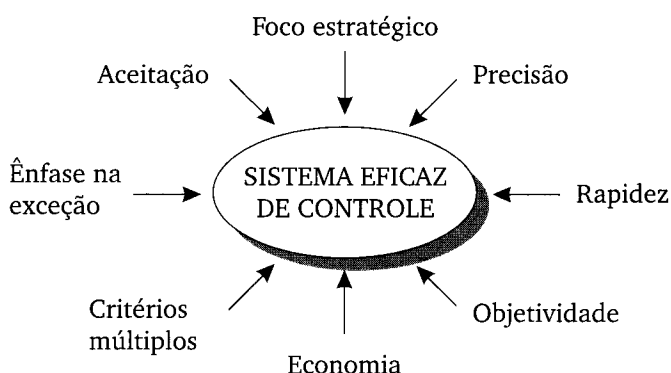 Foco estratégico
Aceitação
Precisão
Ênfase na
exceção
SISTEMA EFICAZ
DE CONTROLE
Rapidez
Critérios
múltiplos
Objetividade
Economia